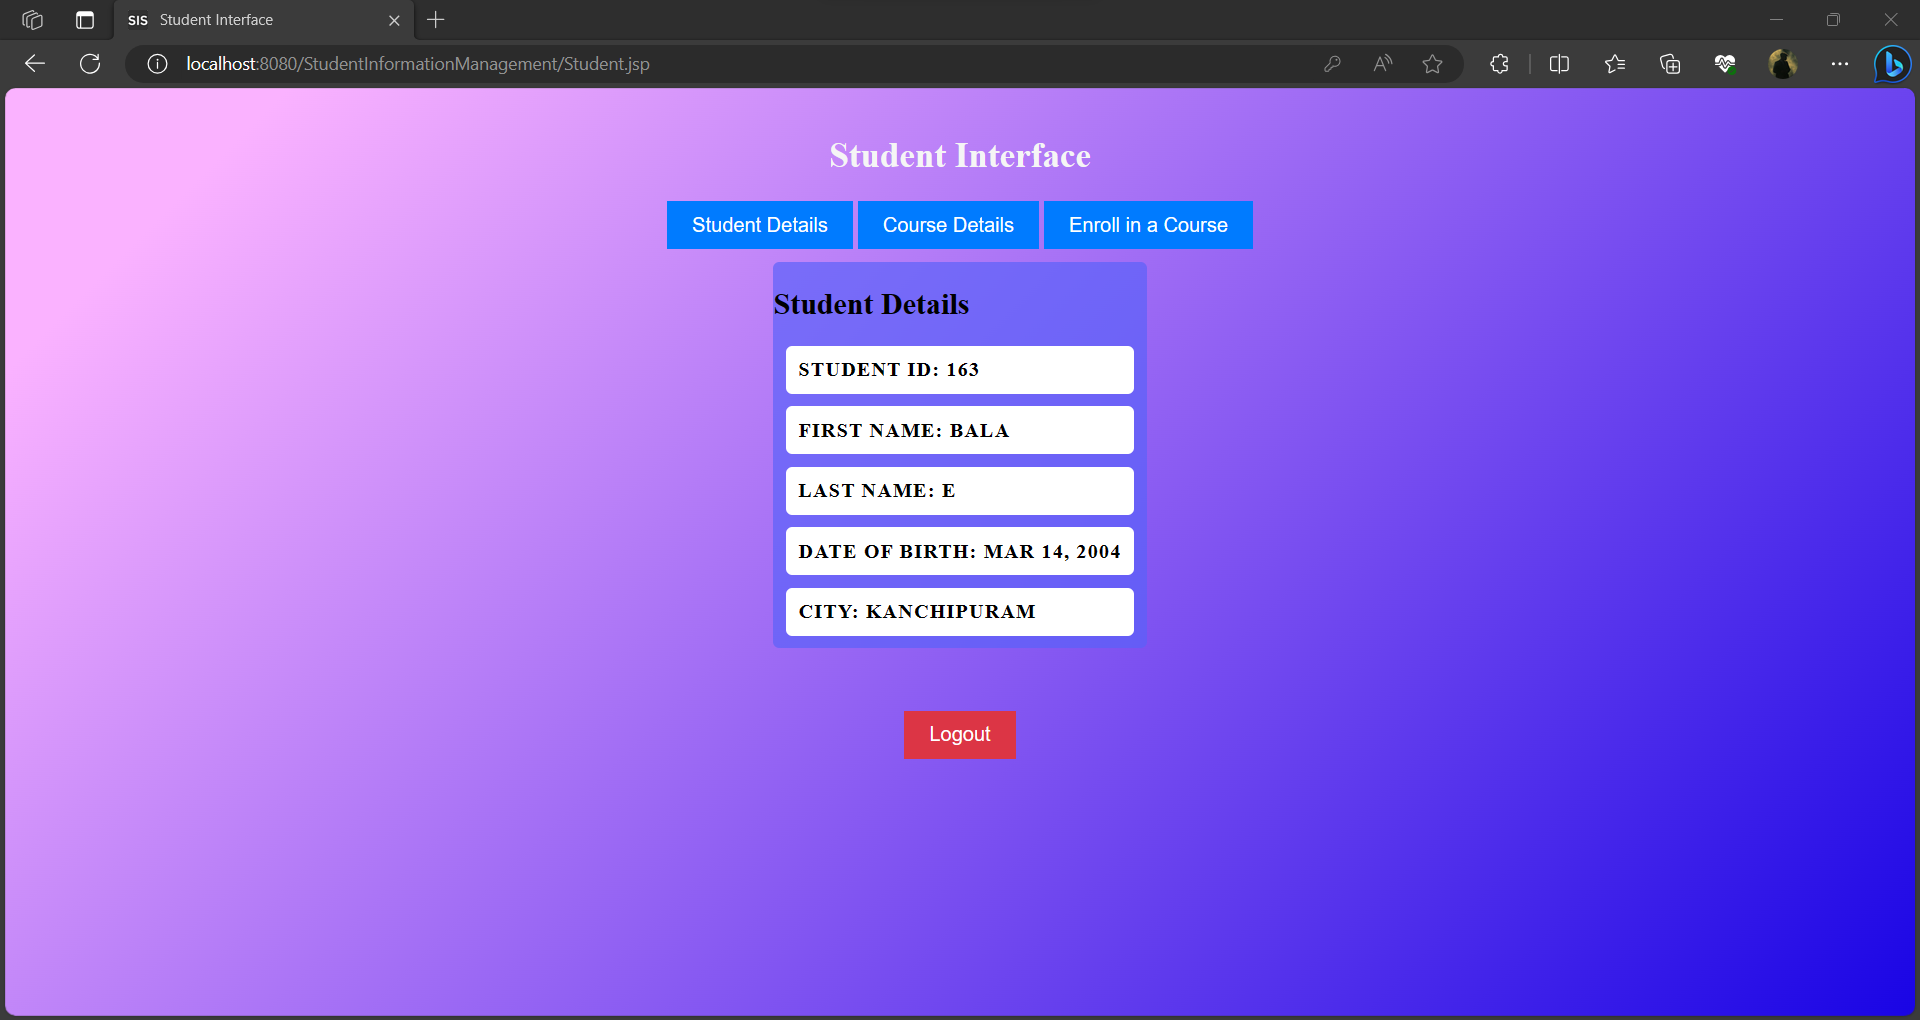 SIS Student Interface
localhost:8080/StudentInformationManagement/Student.jsp
Student Interface
Student Details Course Details Enroll in a Course
Student Details
STUDENT ID: 163
FIRST NAME: BALA
LAST NAME: E
DATE OF BIRTH: MAR 14, 2004
CITY: KANCHIPURAM
Logout